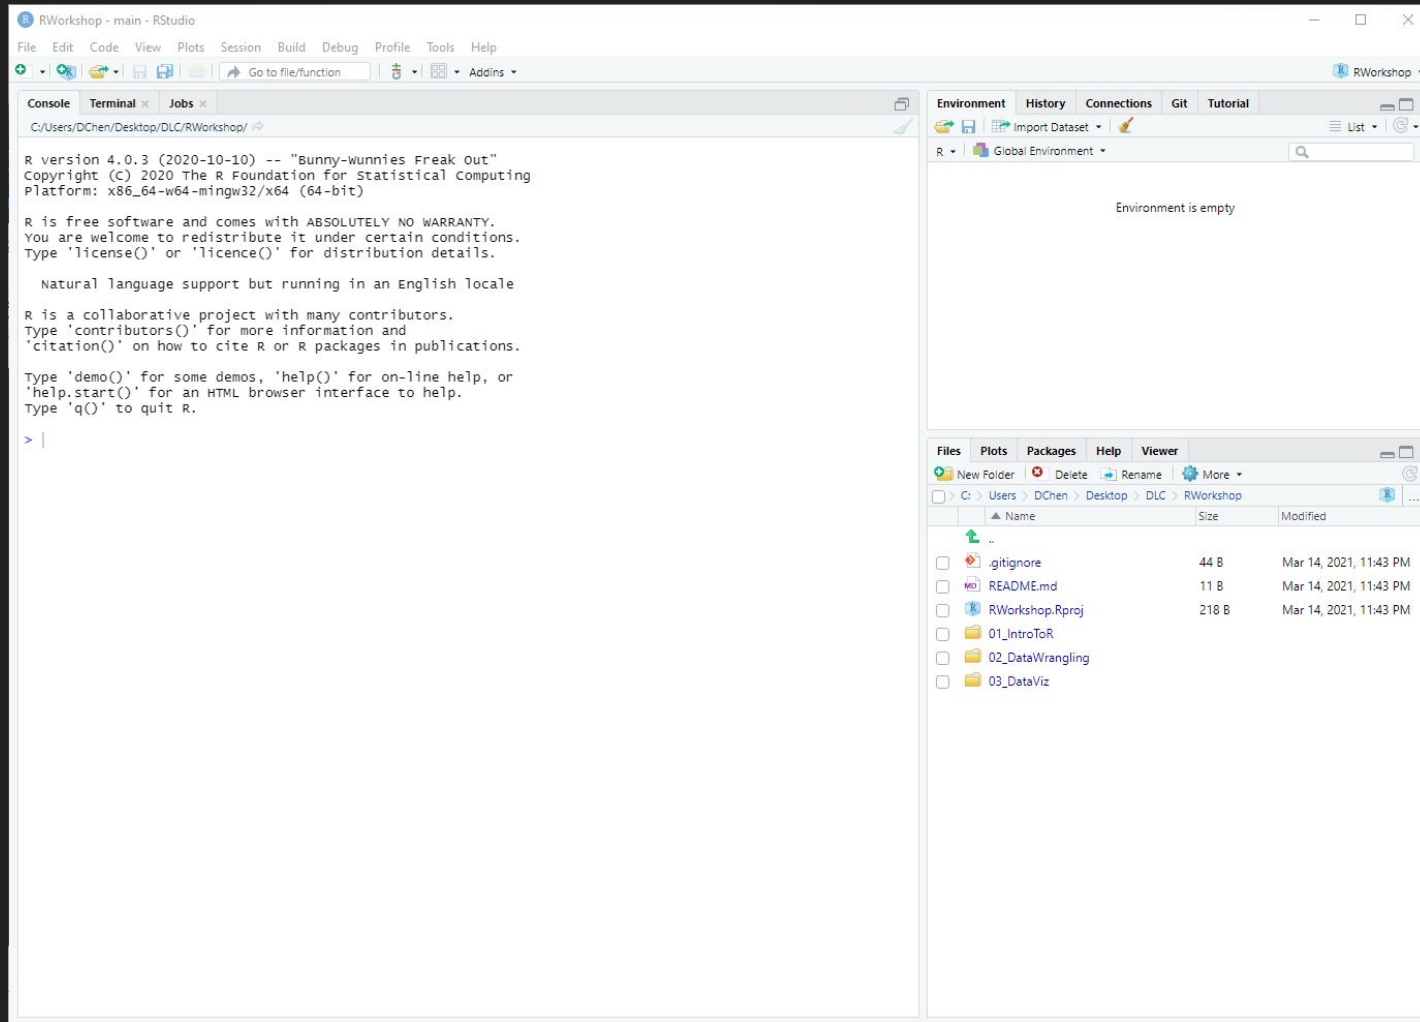 RWorkshop - main - RStudio
File Edit Code View Plots Session Build Debug Profile Tools Help
Go to file/function Addins RWorkshop
Console Terminal Jobs
C:/Users/DChen/Desktop/DLC/RWorkshop/
R version 4.0.3 (2020-10-10) -- "Bunny-Wunnies Freak Out"
Copyright (C) 2020 The R Foundation for Statistical Computing
Platform: x86_64-w64-mingw32/x64 (64-bit)
R is free software and comes with ABSOLUTELY NO WARRANTY.
You are welcome to redistribute it under certain conditions.
Type 'license()' or 'licence()' for distribution details.
Natural language support but running in an English locale
R is a collaborative project with many contributors.
Type 'contributors()' for more information and
'citation()' on how to cite R or R packages in publications.
Type 'demo()' for some demos, 'help()' for on-line help, or
'help.start()' for an HTML browser interface to help.
Type 'q()' to quit R.
>
Environment History Connections Git Tutorial
Import Dataset List
R Global Environment
Environment is empty
Files Plots Packages Help Viewer
New Folder Delete Rename More
C: > Users > DChen > Desktop > DLC > RWorkshop ...
Name Size Modified
..
.gitignore 44 B Mar 14, 2021, 11:43 PM
README.md 11 B Mar 14, 2021, 11:43 PM
RWorkshop.Rproj 218 B Mar 14, 2021, 11:43 PM
01_IntroToR
02_DataWrangling
03_DataViz